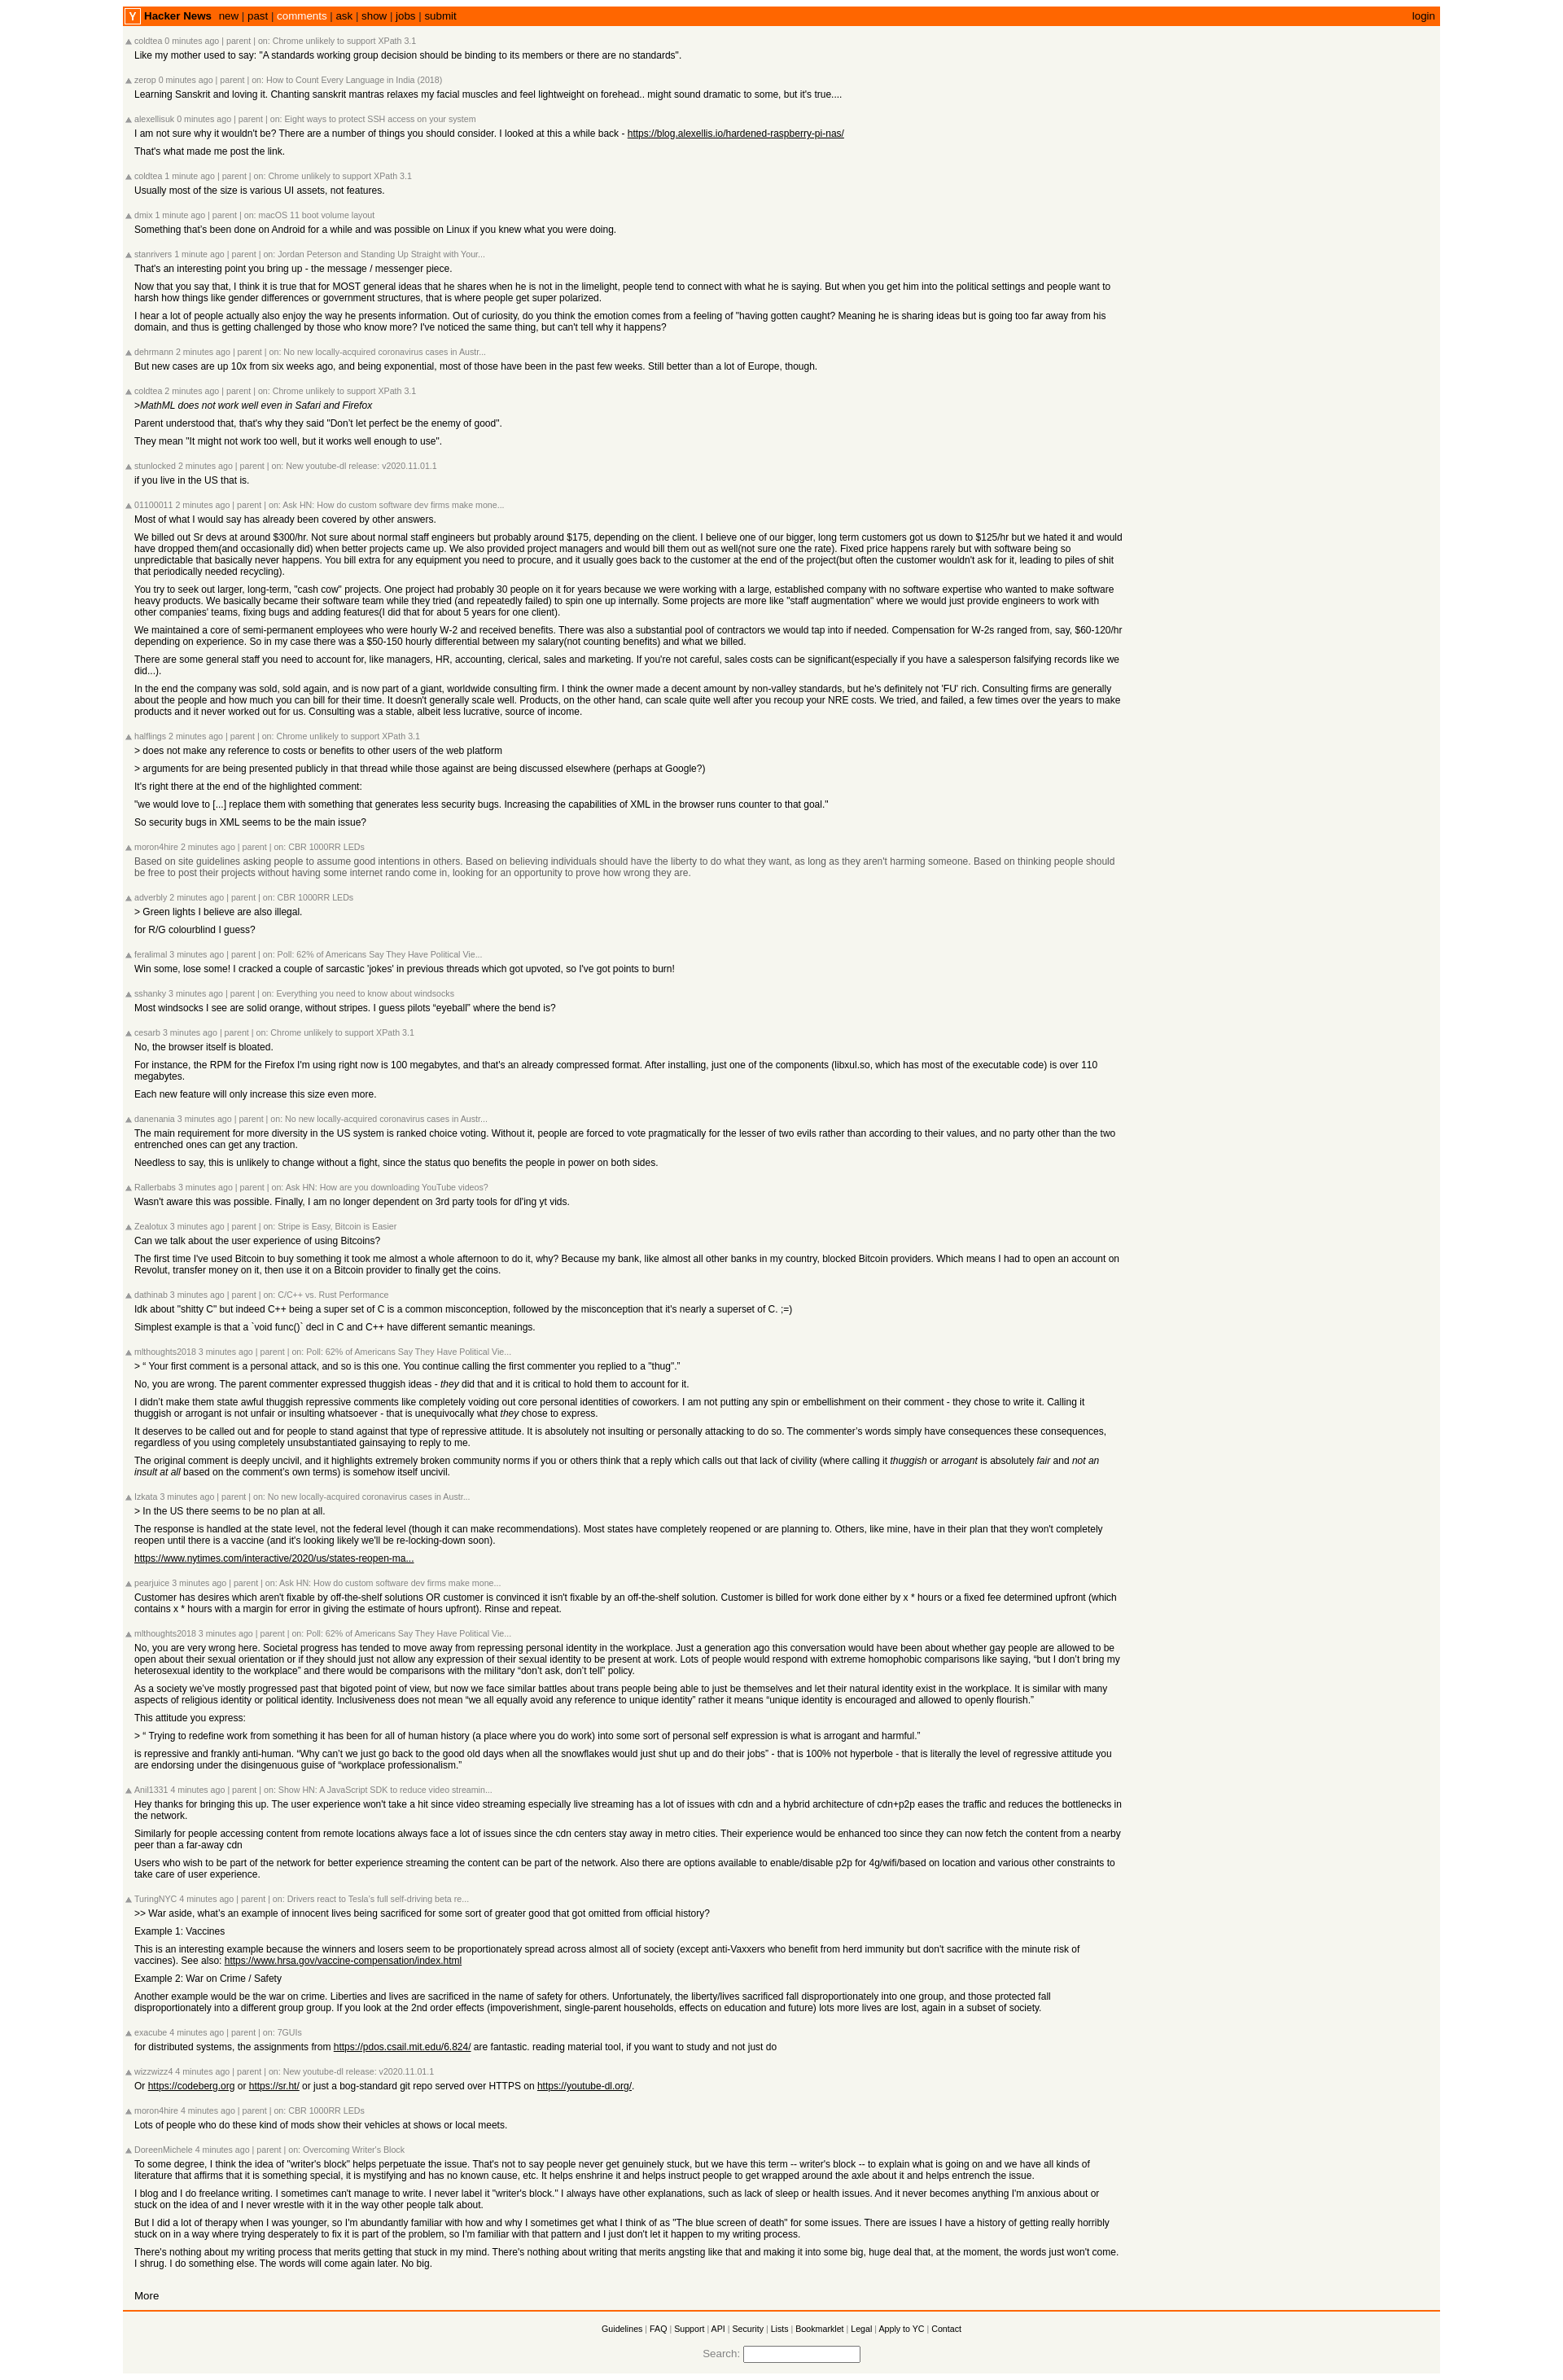 Y Hacker News new | past | comments | ask | show | jobs | submit login
coldtea 0 minutes ago | parent | on: Chrome unlikely to support XPath 3.1
Like my mother used to say: "A standards working group decision should be binding to its members or there are no standards".
zerop 0 minutes ago | parent | on: How to Count Every Language in India (2018)
Learning Sanskrit and loving it. Chanting sanskrit mantras relaxes my facial muscles and feel lightweight on forehead.. might sound dramatic to some, but it's true....
alexellisuk 0 minutes ago | parent | on: Eight ways to protect SSH access on your system
I am not sure why it wouldn't be? There are a number of things you should consider. I looked at this a while back - https://blog.alexellis.io/hardened-raspberry-pi-nas/
That's what made me post the link.
coldtea 1 minute ago | parent | on: Chrome unlikely to support XPath 3.1
Usually most of the size is various UI assets, not features.
dmix 1 minute ago | parent | on: macOS 11 boot volume layout
Something that's been done on Android for a while and was possible on Linux if you knew what you were doing.
stanrivers 1 minute ago | parent | on: Jordan Peterson and Standing Up Straight with Your...
That's an interesting point you bring up - the message / messenger piece.
Now that you say that, I think it is true that for MOST general ideas that he shares when he is not in the limelight, people tend to connect with what he is saying. But when you get him into the political settings and people want to
harsh how things like gender differences or government structures, that is where people get super polarized.
I hear a lot of people actually also enjoy the way he presents information. Out of curiosity, do you think the emotion comes from a feeling of "having gotten caught? Meaning he is sharing ideas but is going too far away from his
domain, and thus is getting challenged by those who know more? I've noticed the same thing, but can't tell why it happens?
dehrmann 2 minutes ago | parent | on: No new locally-acquired coronavirus cases in Austr...
But new cases are up 10x from six weeks ago, and being exponential, most of those have been in the past few weeks. Still better than a lot of Europe, though.
coldtea 2 minutes ago | parent | on: Chrome unlikely to support XPath 3.1
>MathML does not work well even in Safari and Firefox
Parent understood that, that's why they said "Don't let perfect be the enemy of good".
They mean "It might not work too well, but it works well enough to use".
stunlocked 2 minutes ago | parent | on: New youtube-dl release: v2020.11.01.1
if you live in the US that is.
01100011 2 minutes ago | parent | on: Ask HN: How do custom software dev firms make mone...
Most of what I would say has already been covered by other answers.
We billed out Sr devs at around $300/hr. Not sure about normal staff engineers but probably around $175, depending on the client. I believe one of our bigger, long term customers got us down to $125/hr but we hated it and would
have dropped them(and occasionally did) when better projects came up. We also provided project managers and would bill them out as well(not sure one the rate). Fixed price happens rarely but with software being so
unpredictable that basically never happens. You bill extra for any equipment you need to procure, and it usually goes back to the customer at the end of the project(but often the customer wouldn't ask for it, leading to piles of shit
that periodically needed recycling).
You try to seek out larger, long-term, "cash cow" projects. One project had probably 30 people on it for years because we were working with a large, established company with no software expertise who wanted to make software
heavy products. We basically became their software team while they tried (and repeatedly failed) to spin one up internally. Some projects are more like "staff augmentation" where we would just provide engineers to work with
other companies' teams, fixing bugs and adding features(I did that for about 5 years for one client).
We maintained a core of semi-permanent employees who were hourly W-2 and received benefits. There was also a substantial pool of contractors we would tap into if needed. Compensation for W-2s ranged from, say, $60-120/hr
depending on experience. So in my case there was a $50-150 hourly differential between my salary(not counting benefits) and what we billed.
There are some general staff you need to account for, like managers, HR, accounting, clerical, sales and marketing. If you're not careful, sales costs can be significant(especially if you have a salesperson falsifying records like we
did...).
In the end the company was sold, sold again, and is now part of a giant, worldwide consulting firm. I think the owner made a decent amount by non-valley standards, but he's definitely not 'FU' rich. Consulting firms are generally
about the people and how much you can bill for their time. It doesn't generally scale well. Products, on the other hand, can scale quite well after you recoup your NRE costs. We tried, and failed, a few times over the years to make
products and it never worked out for us. Consulting was a stable, albeit less lucrative, source of income.
halflings 2 minutes ago | parent | on: Chrome unlikely to support XPath 3.1
> does not make any reference to costs or benefits to other users of the web platform
> arguments for are being presented publicly in that thread while those against are being discussed elsewhere (perhaps at Google?)
It's right there at the end of the highlighted comment:
"we would love to [...] replace them with something that generates less security bugs. Increasing the capabilities of XML in the browser runs counter to that goal."
So security bugs in XML seems to be the main issue?
moron4hire 2 minutes ago | parent | on: CBR 1000RR LEDs
Based on site guidelines asking people to assume good intentions in others. Based on believing individuals should have the liberty to do what they want, as long as they aren't harming someone. Based on thinking people should
be free to post their projects without having some internet rando come in, looking for an opportunity to prove how wrong they are.
adverbly 2 minutes ago | parent | on: CBR 1000RR LEDs
> Green lights I believe are also illegal.
for R/G colourblind I guess?
feralimal 3 minutes ago | parent | on: Poll: 62% of Americans Say They Have Political Vie...
Win some, lose some! I cracked a couple of sarcastic 'jokes' in previous threads which got upvoted, so I've got points to burn!
sshanky 3 minutes ago | parent | on: Everything you need to know about windsocks
Most windsocks I see are solid orange, without stripes. I guess pilots “eyeball” where the bend is?
cesarb 3 minutes ago | parent | on: Chrome unlikely to support XPath 3.1
No, the browser itself is bloated.
For instance, the RPM for the Firefox I'm using right now is 100 megabytes, and that's an already compressed format. After installing, just one of the components (libxul.so, which has most of the executable code) is over 110
megabytes.
Each new feature will only increase this size even more.
danenania 3 minutes ago | parent | on: No new locally-acquired coronavirus cases in Austr...
The main requirement for more diversity in the US system is ranked choice voting. Without it, people are forced to vote pragmatically for the lesser of two evils rather than according to their values, and no party other than the two
entrenched ones can get any traction.
Needless to say, this is unlikely to change without a fight, since the status quo benefits the people in power on both sides.
Rallerbabs 3 minutes ago | parent | on: Ask HN: How are you downloading YouTube videos?
Wasn't aware this was possible. Finally, I am no longer dependent on 3rd party tools for dl'ing yt vids.
Zealotux 3 minutes ago | parent | on: Stripe is Easy, Bitcoin is Easier
Can we talk about the user experience of using Bitcoins?
The first time I've used Bitcoin to buy something it took me almost a whole afternoon to do it, why? Because my bank, like almost all other banks in my country, blocked Bitcoin providers. Which means I had to open an account on
Revolut, transfer money on it, then use it on a Bitcoin provider to finally get the coins.
dathinab 3 minutes ago | parent | on: C/C++ vs. Rust Performance
Idk about "shitty C" but indeed C++ being a super set of C is a common misconception, followed by the misconception that it's nearly a superset of C. ;=)
Simplest example is that a `void func()` decl in C and C++ have different semantic meanings.
mlthoughts2018 3 minutes ago | parent | on: Poll: 62% of Americans Say They Have Political Vie...
> “ Your first comment is a personal attack, and so is this one. You continue calling the first commenter you replied to a "thug".”
No, you are wrong. The parent commenter expressed thuggish ideas - they did that and it is critical to hold them to account for it.
I didn’t make them state awful thuggish repressive comments like completely voiding out core personal identities of coworkers. I am not putting any spin or embellishment on their comment - they chose to write it. Calling it
thuggish or arrogant is not unfair or insulting whatsoever - that is unequivocally what they chose to express.
It deserves to be called out and for people to stand against that type of repressive attitude. It is absolutely not insulting or personally attacking to do so. The commenter’s words simply have consequences these consequences,
regardless of you using completely unsubstantiated gainsaying to reply to me.
The original comment is deeply uncivil, and it highlights extremely broken community norms if you or others think that a reply which calls out that lack of civility (where calling it thuggish or arrogant is absolutely fair and not an
insult at all based on the comment’s own terms) is somehow itself uncivil.
Izkata 3 minutes ago | parent | on: No new locally-acquired coronavirus cases in Austr...
> In the US there seems to be no plan at all.
The response is handled at the state level, not the federal level (though it can make recommendations). Most states have completely reopened or are planning to. Others, like mine, have in their plan that they won't completely
reopen until there is a vaccine (and it's looking likely we'll be re-locking-down soon).
https://www.nytimes.com/interactive/2020/us/states-reopen-ma...
pearjuice 3 minutes ago | parent | on: Ask HN: How do custom software dev firms make mone...
Customer has desires which aren't fixable by off-the-shelf solutions OR customer is convinced it isn't fixable by an off-the-shelf solution. Customer is billed for work done either by x * hours or a fixed fee determined upfront (which
contains x * hours with a margin for error in giving the estimate of hours upfront). Rinse and repeat.
mlthoughts2018 3 minutes ago | parent | on: Poll: 62% of Americans Say They Have Political Vie...
No, you are very wrong here. Societal progress has tended to move away from repressing personal identity in the workplace. Just a generation ago this conversation would have been about whether gay people are allowed to be
open about their sexual orientation or if they should just not allow any expression of their sexual identity to be present at work. Lots of people would respond with extreme homophobic comparisons like saying, “but I don’t bring my
heterosexual identity to the workplace” and there would be comparisons with the military “don’t ask, don’t tell” policy.
As a society we’ve mostly progressed past that bigoted point of view, but now we face similar battles about trans people being able to just be themselves and let their natural identity exist in the workplace. It is similar with many
aspects of religious identity or political identity. Inclusiveness does not mean “we all equally avoid any reference to unique identity” rather it means “unique identity is encouraged and allowed to openly flourish.”
This attitude you express:
> “ Trying to redefine work from something it has been for all of human history (a place where you do work) into some sort of personal self expression is what is arrogant and harmful.”
is repressive and frankly anti-human. “Why can’t we just go back to the good old days when all the snowflakes would just shut up and do their jobs” - that is 100% not hyperbole - that is literally the level of regressive attitude you
are endorsing under the disingenuous guise of “workplace professionalism.”
Anil1331 4 minutes ago | parent | on: Show HN: A JavaScript SDK to reduce video streamin...
Hey thanks for bringing this up. The user experience won't take a hit since video streaming especially live streaming has a lot of issues with cdn and a hybrid architecture of cdn+p2p eases the traffic and reduces the bottlenecks in
the network.
Similarly for people accessing content from remote locations always face a lot of issues since the cdn centers stay away in metro cities. Their experience would be enhanced too since they can now fetch the content from a nearby
peer than a far-away cdn
Users who wish to be part of the network for better experience streaming the content can be part of the network. Also there are options available to enable/disable p2p for 4g/wifi/based on location and various other constraints to
take care of user experience.
TuringNYC 4 minutes ago | parent | on: Drivers react to Tesla's full self-driving beta re...
>> War aside, what’s an example of innocent lives being sacrificed for some sort of greater good that got omitted from official history?
Example 1: Vaccines
This is an interesting example because the winners and losers seem to be proportionately spread across almost all of society (except anti-Vaxxers who benefit from herd immunity but don't sacrifice with the minute risk of
vaccines). See also: https://www.hrsa.gov/vaccine-compensation/index.html
Example 2: War on Crime / Safety
Another example would be the war on crime. Liberties and lives are sacrificed in the name of safety for others. Unfortunately, the liberty/lives sacrificed fall disproportionately into one group, and those protected fall
disproportionately into a different group group. If you look at the 2nd order effects (impoverishment, single-parent households, effects on education and future) lots more lives are lost, again in a subset of society.
exacube 4 minutes ago | parent | on: 7GUIs
for distributed systems, the assignments from https://pdos.csail.mit.edu/6.824/ are fantastic. reading material tool, if you want to study and not just do
wizzwizz4 4 minutes ago | parent | on: New youtube-dl release: v2020.11.01.1
Or https://codeberg.org or https://sr.ht/ or just a bog-standard git repo served over HTTPS on https://youtube-dl.org/.
moron4hire 4 minutes ago | parent | on: CBR 1000RR LEDs
Lots of people who do these kind of mods show their vehicles at shows or local meets.
DoreenMichele 4 minutes ago | parent | on: Overcoming Writer's Block
To some degree, I think the idea of "writer's block" helps perpetuate the issue. That's not to say people never get genuinely stuck, but we have this term -- writer's block -- to explain what is going on and we have all kinds of
literature that affirms that it is something special, it is mystifying and has no known cause, etc. It helps enshrine it and helps instruct people to get wrapped around the axle about it and helps entrench the issue.
I blog and I do freelance writing. I sometimes can't manage to write. I never label it "writer's block." I always have other explanations, such as lack of sleep or health issues. And it never becomes anything I'm anxious about or
stuck on the idea of and I never wrestle with it in the way other people talk about.
But I did a lot of therapy when I was younger, so I'm abundantly familiar with how and why I sometimes get what I think of as "The blue screen of death" for some issues. There are issues I have a history of getting really horribly
stuck on in a way where trying desperately to fix it is part of the problem, so I'm familiar with that pattern and I just don't let it happen to my writing process.
There's nothing about my writing process that merits getting that stuck in my mind. There's nothing about writing that merits angsting like that and making it into some big, huge deal that, at the moment, the words just won't come.
I shrug. I do something else. The words will come again later. No big.
More
Guidelines | FAQ | Support | API | Security | Lists | Bookmarklet | Legal | Apply to YC | Contact
Search: